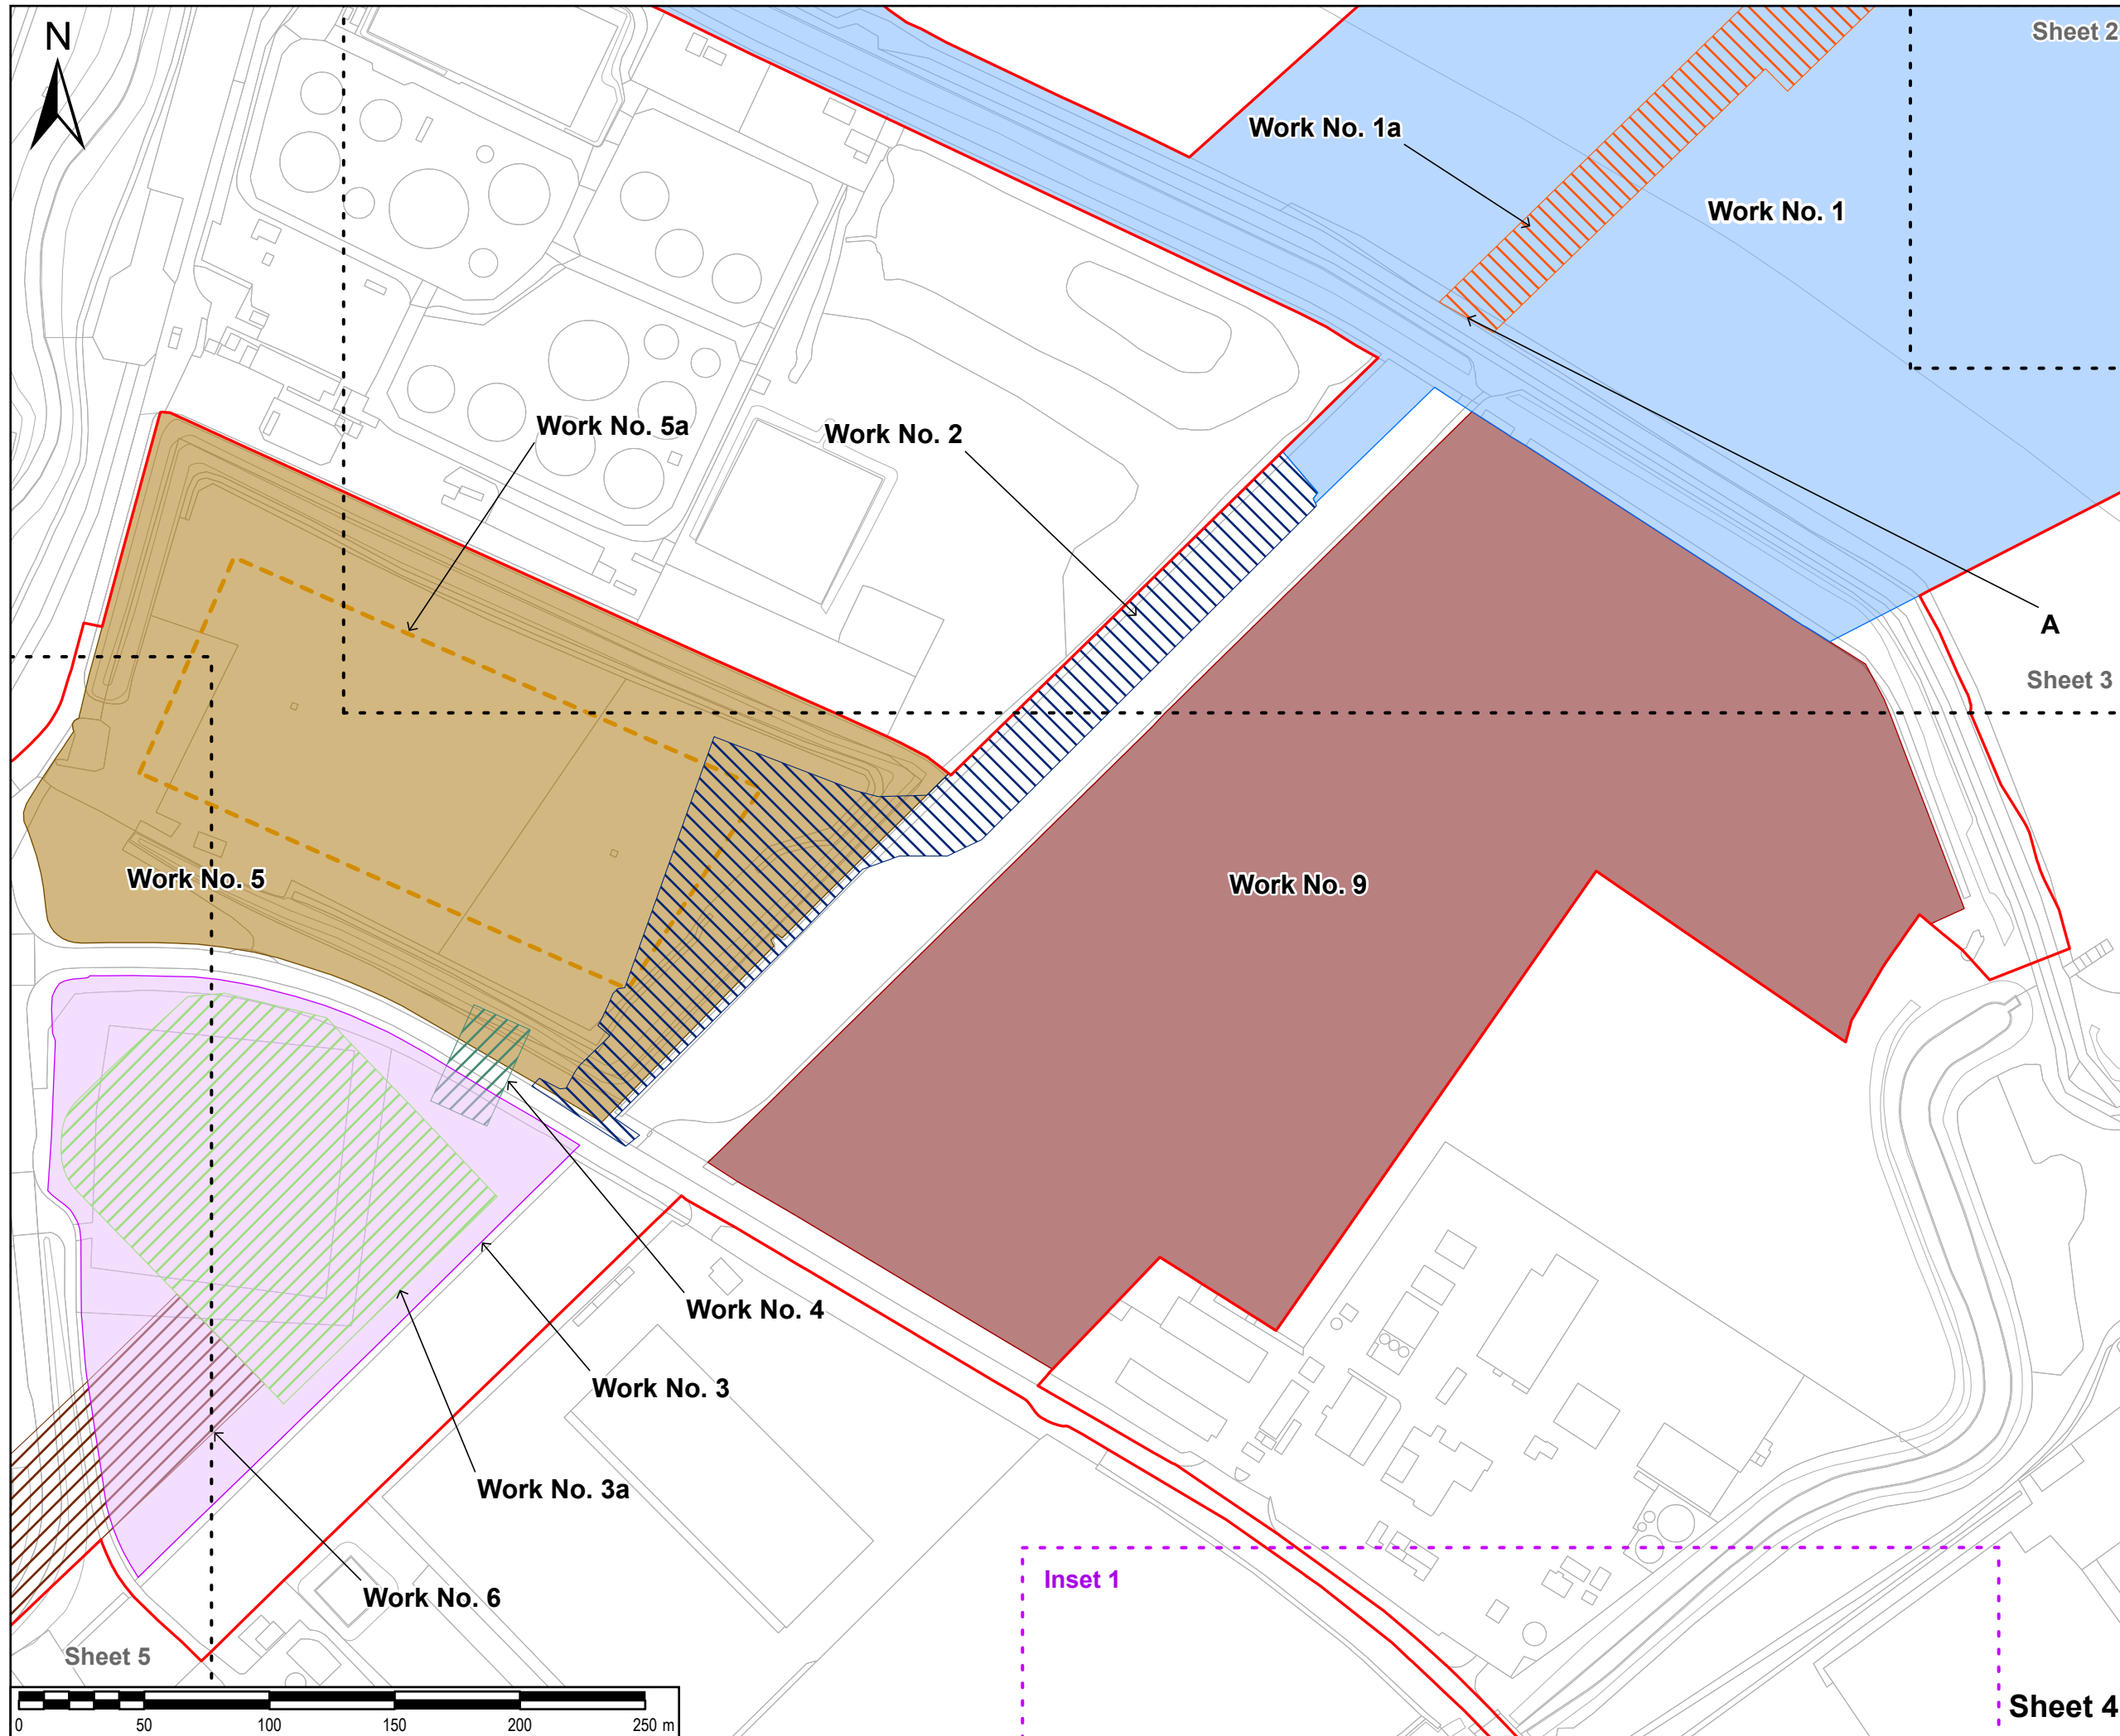 N
Sheet 2
Work No. 1a
Work No. 1
Work No. 5a
Work No. 2
A
Sheet 3
Work No. 5
Work No. 9
Work No. 4
Work No. 3
Work No. 3a
Inset 1
Work No. 6
Sheet 5
Sheet 4
0 50 100 150 200 250 m